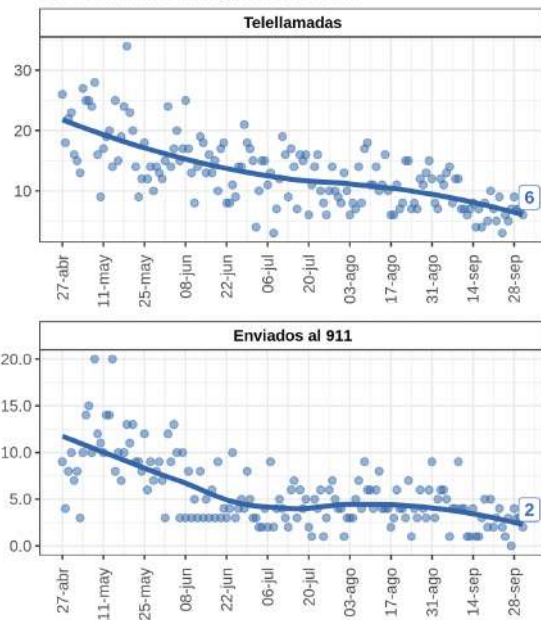 Telellamadas
30
20
10
6
27-abr
11-may
25-may
08-jun
22-jun
06-jul
20-jul
03-ago
17-ago
31-ago
14-sep
28-sep
Enviados al 911
20.0
15.0
10.0
5.0
0.0
2
27-abr
11-may
25-may
08-jun
22-jun
06-jul
20-jul
03-ago
17-ago
31-ago
14-sep
28-sep